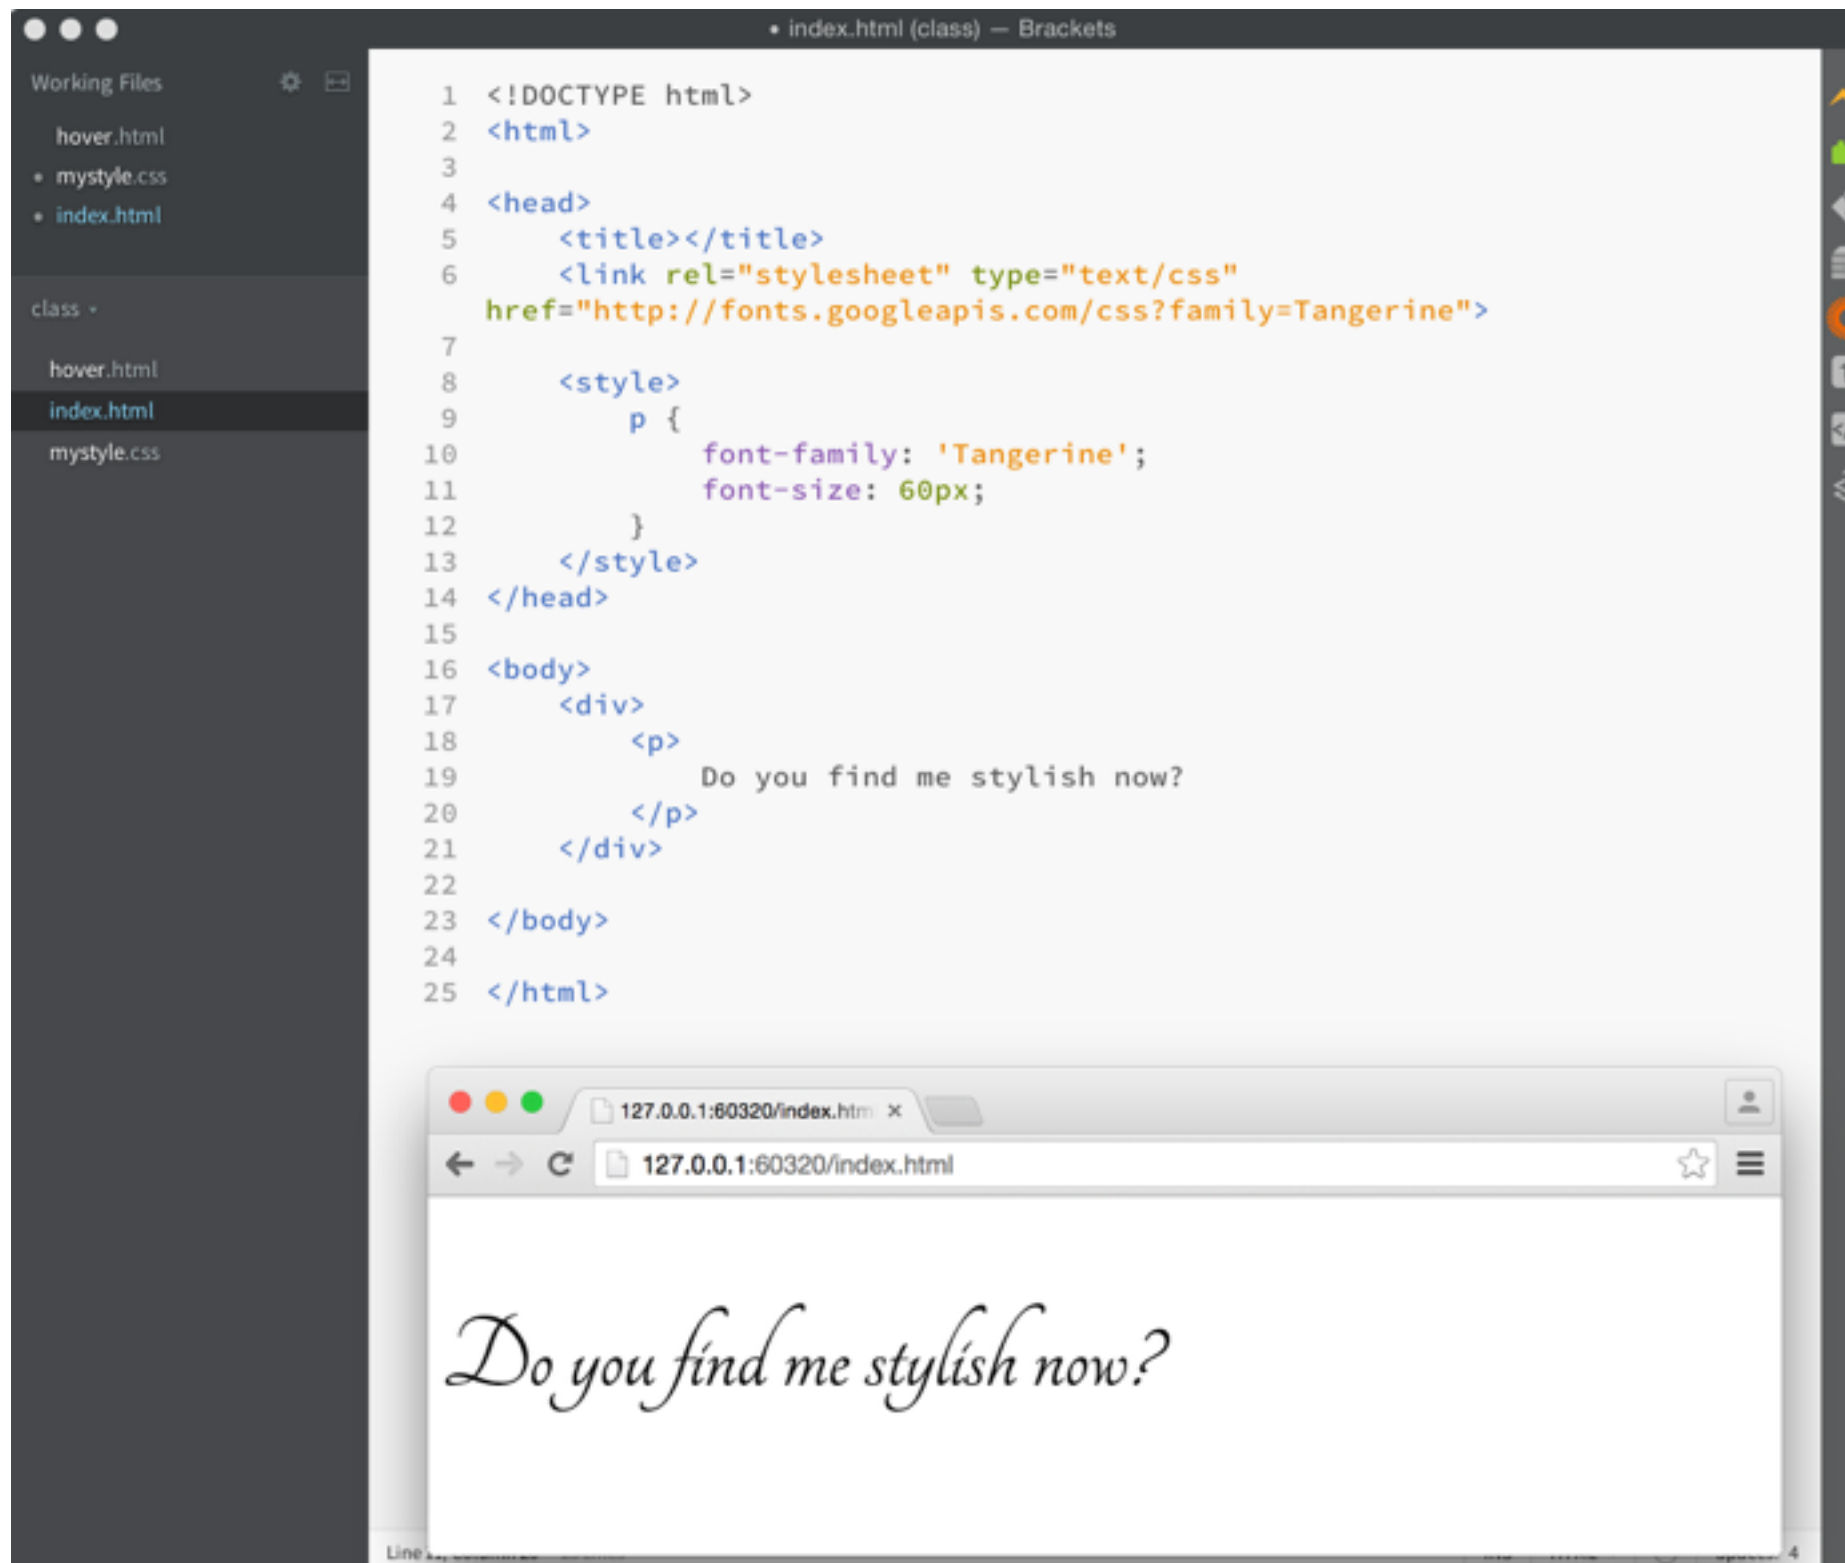 index.html (class) — Brackets
Working Files
hover.html
mystyle.css
index.html
class
hover.html
index.html
mystyle.css
1 <!DOCTYPE html>
2 <html>
3
4 <head>
5 <title></title>
6 <link rel="stylesheet" type="text/css"
href="http://fonts.googleapis.com/css?family=Tangerine">
7
8 <style>
9 p {
10 font-family: 'Tangerine';
11 font-size: 60px;
12 }
13 </style>
14 </head>
15
16 <body>
17 <div>
18 <p>
19 Do you find me stylish now?
20 </p>
21 </div>
22
23 </body>
24
25 </html>
127.0.0.1:60320/index.htm
127.0.0.1:60320/index.html
Do you find me stylish now?
Line
4